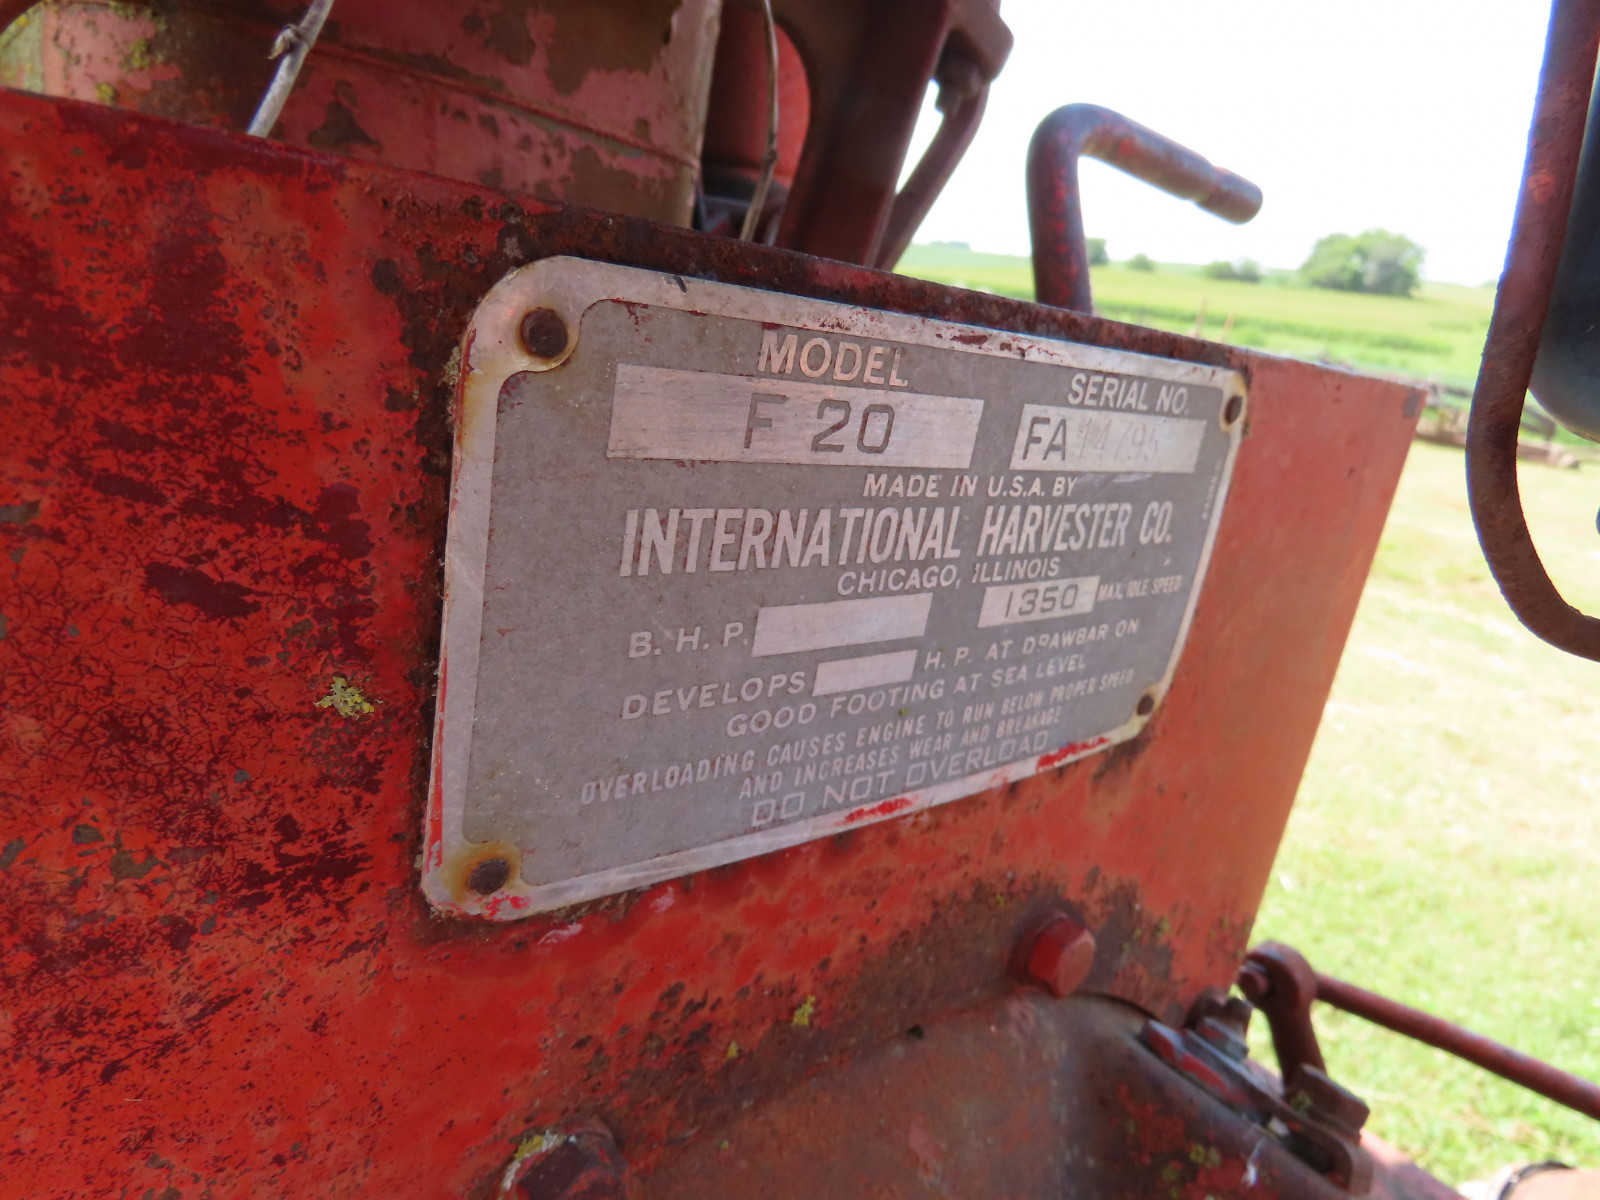 MODEL
F 20
SERIAL NO.
FA 14795
MADE IN U.S.A. BY
INTERNATIONAL HARVESTER CO.
CHICAGO, ILLINOIS
B. H. P.
1350 MAX. IDLE SPEED
DEVELOPS H. P. AT DRAWBAR ON
GOOD FOOTING AT SEA LEVEL
OVERLOADING CAUSES ENGINE TO RUN BELOW PROPER SPEED
AND INCREASES WEAR AND BREAKAGE
DO NOT OVERLOAD